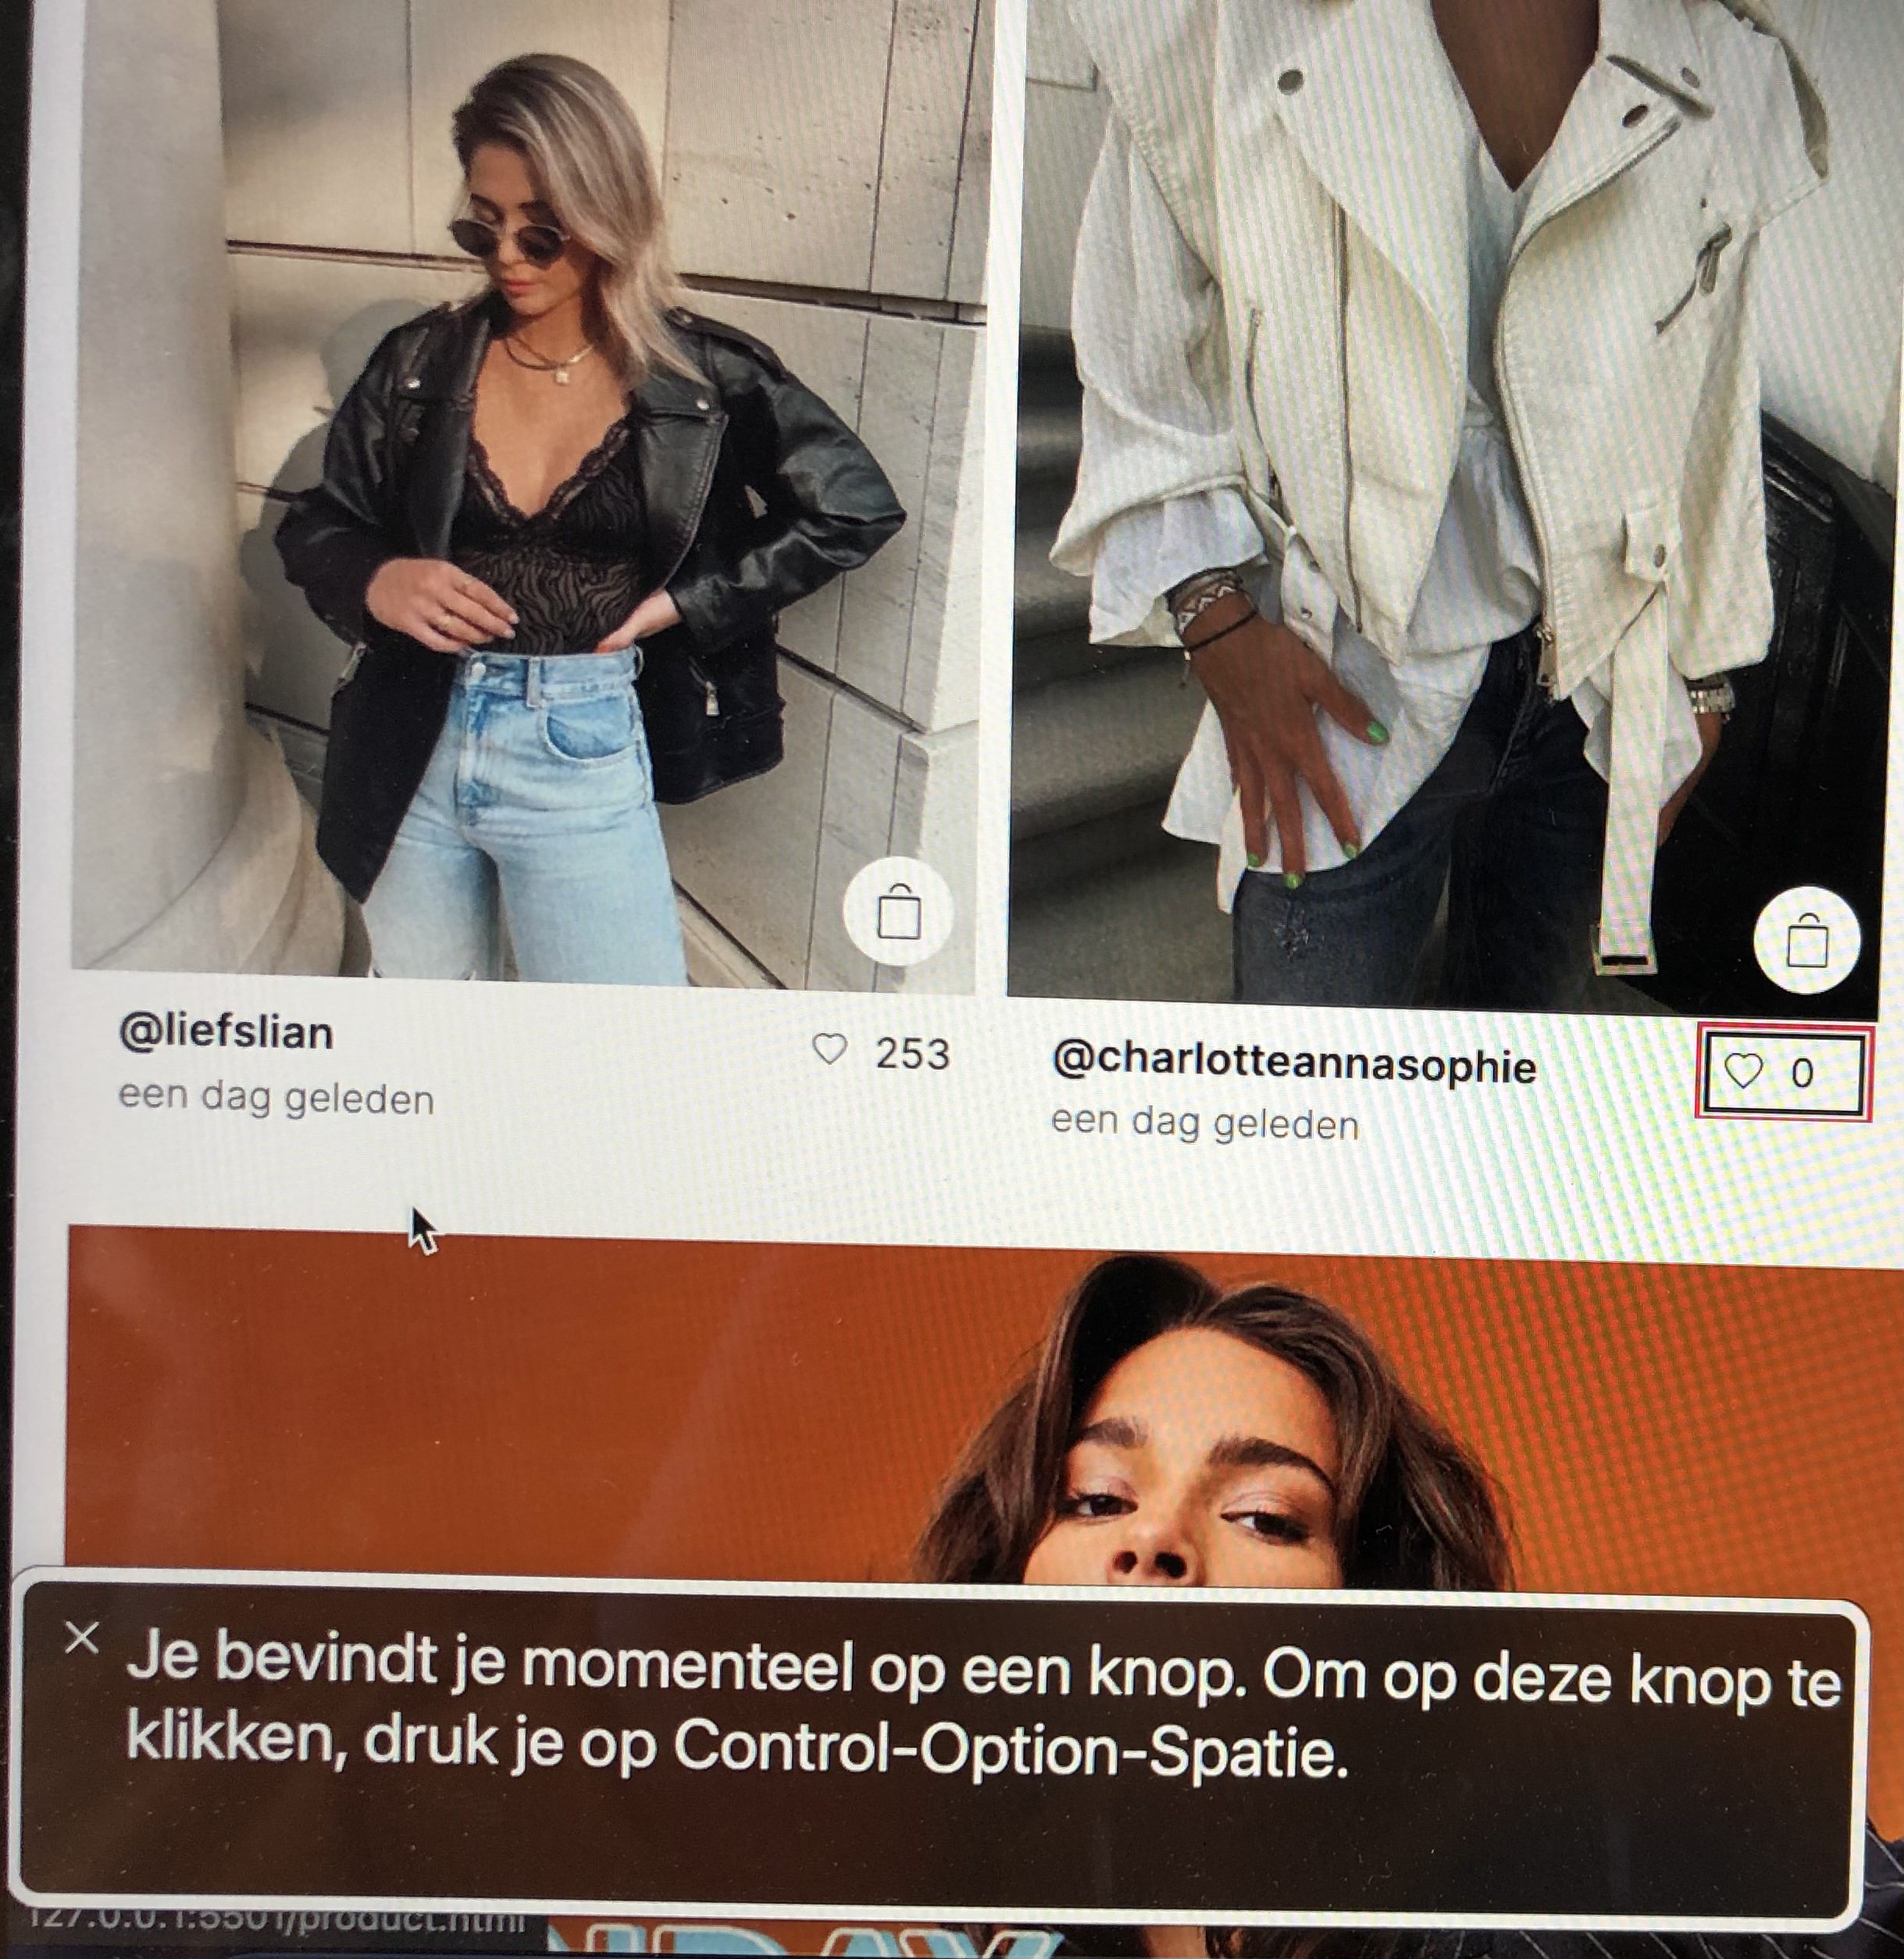 @liefslian
253
een dag geleden
@charlotteannasophie
0
een dag geleden
Je bevindt je momenteel op een knop. Om op deze knop te
klikken, druk je op Control-Option-Spatie.
127.0.0.1:5501/product.html